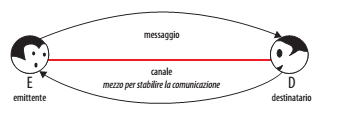 messaggio
canale
mezzo per stabilire la comunicazione
E
emittente
D
destinatario